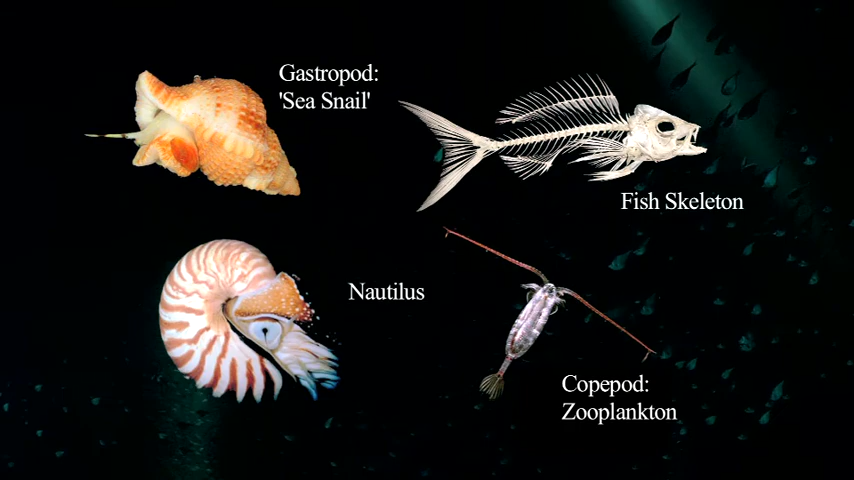 Gastropod:
'Sea Snail'
Fish Skeleton
Nautilus
Copepod:
Zooplankton